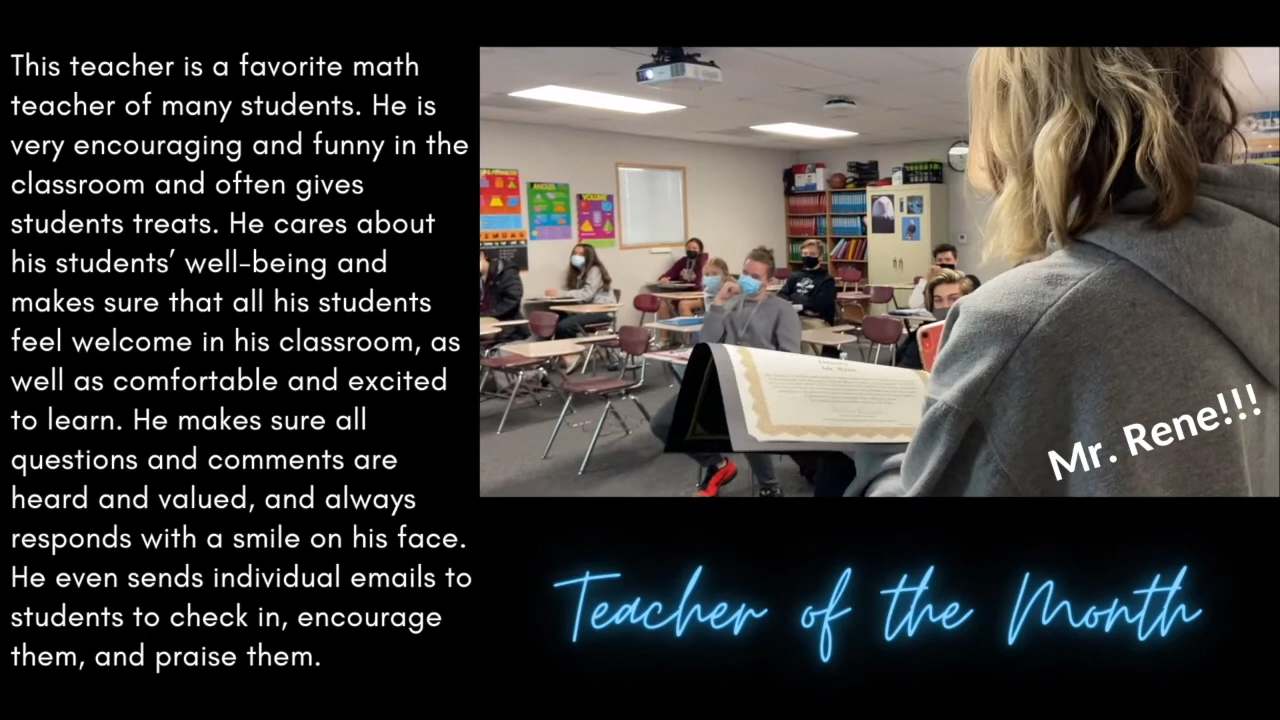 This teacher is a favorite math
teacher of many students. He is
very encouraging and funny in the
classroom and often gives
students treats. He cares about
his students’ well-being and
makes sure that all his students
feel welcome in his classroom, as
well as comfortable and excited
to learn. He makes sure all
questions and comments are
heard and valued, and always
responds with a smile on his face.
He even sends individual emails to
students to check in, encourage
them, and praise them.
ANGLES
Mr. Rene
Mr. Rene!!!
Teacher of the Month